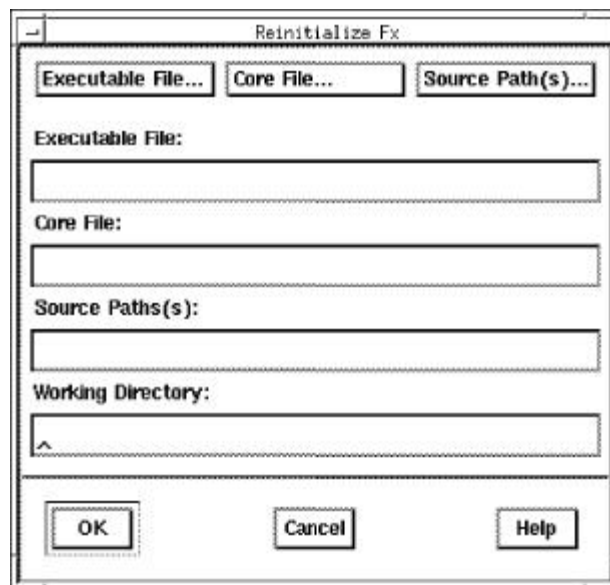 Reinitialize Fx
Executable File... Core File... Source Path(s)...
Executable File:
Core File:
Source Paths(s):
Working Directory:
^
OK Cancel Help